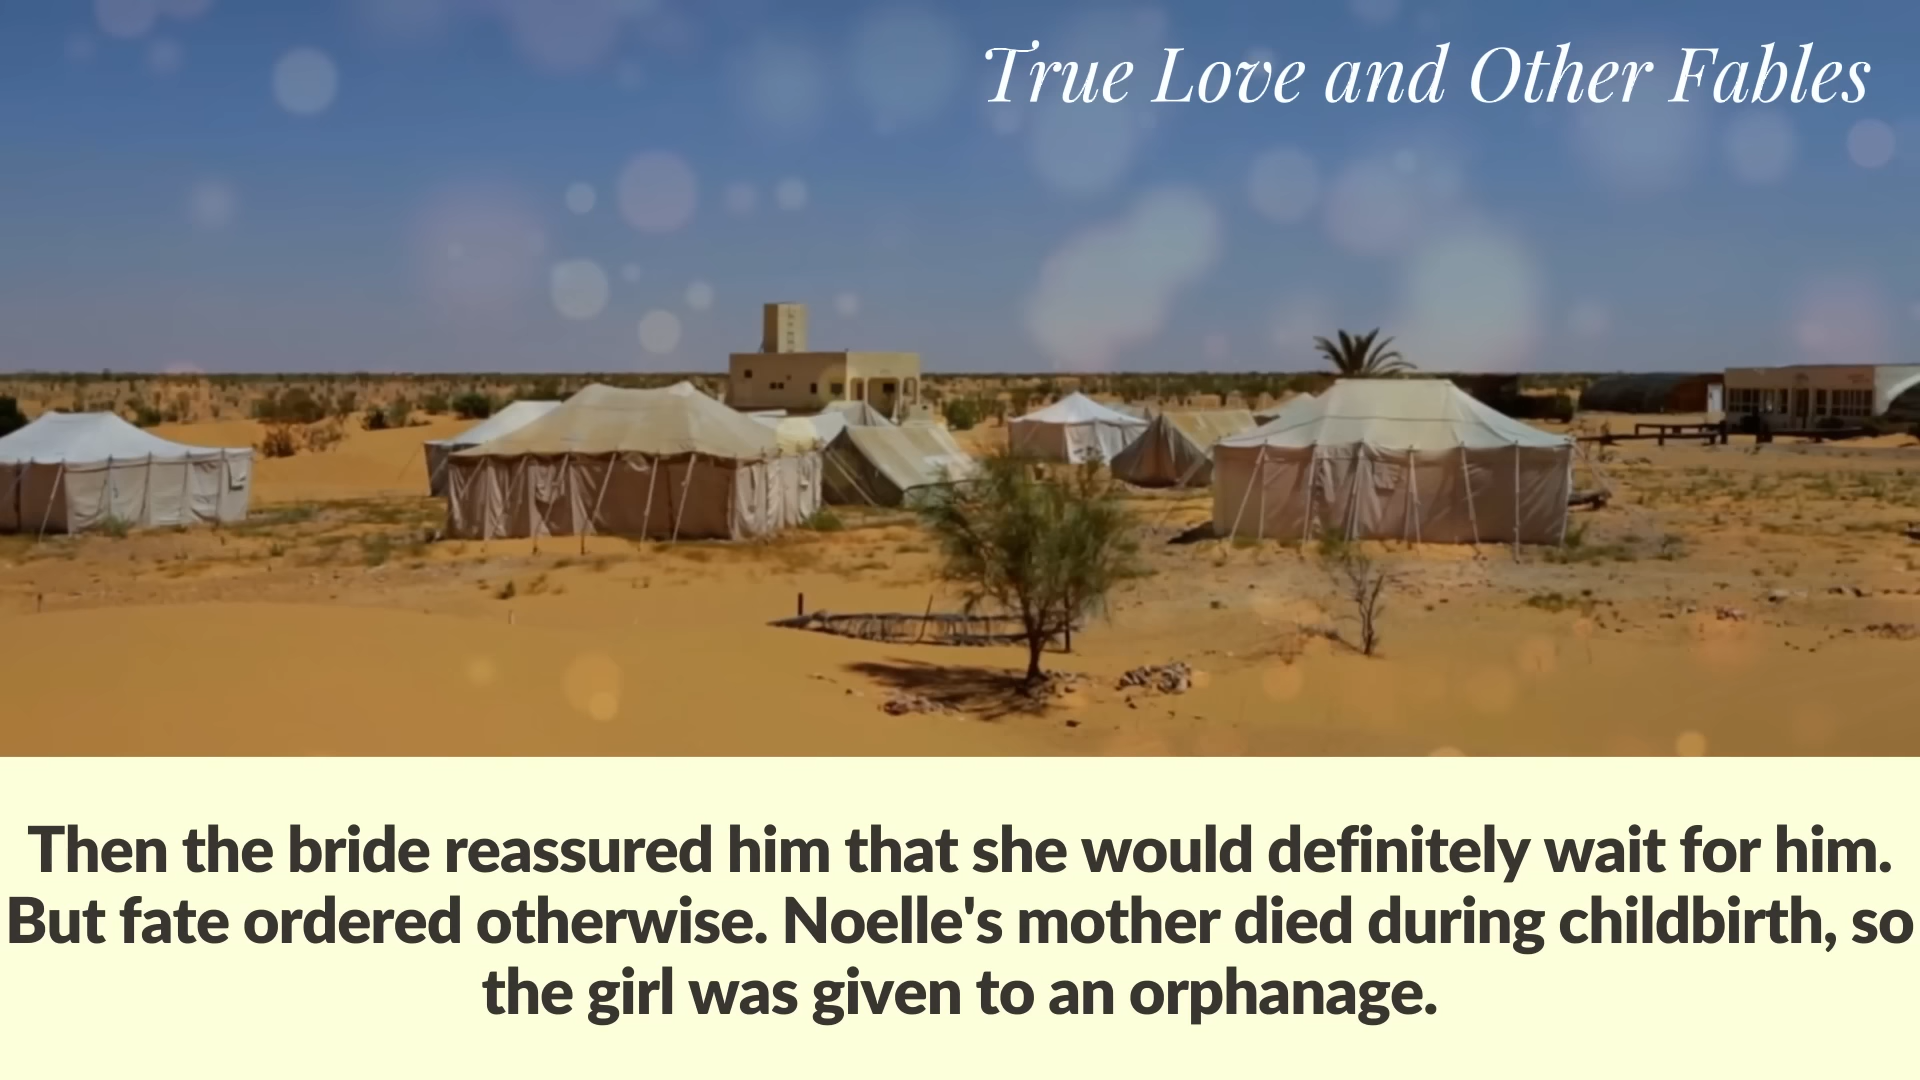 True Love and Other Fables
Then the bride reassured him that she would definitely wait for him.
But fate ordered otherwise. Noelle's mother died during childbirth, so
the girl was given to an orphanage.